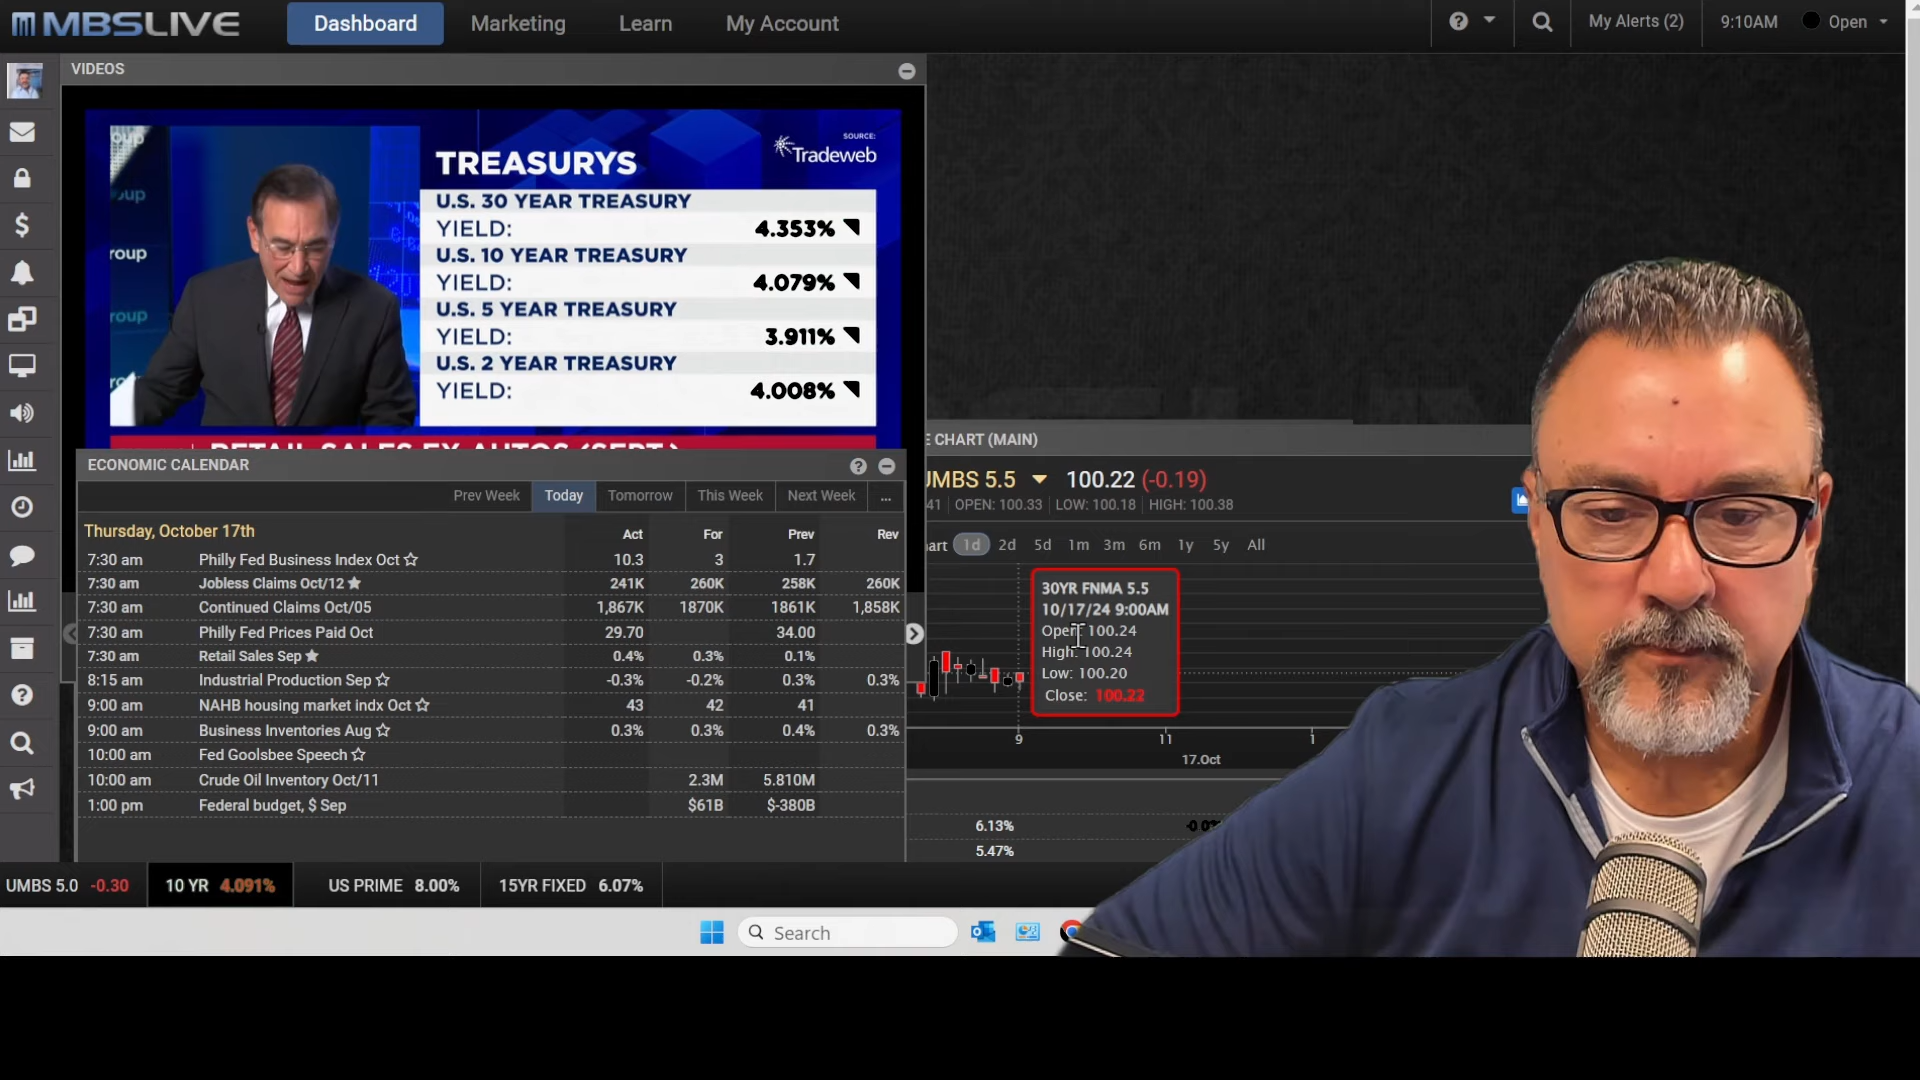 MBSLIVE Dashboard Marketing Learn My Account My Alerts (2) 9:10AM Open
VIDEOS
SOURCE:
Tradeweb
TREASURYS
U.S. 30 YEAR TREASURY
YIELD: 4.353%
U.S. 10 YEAR TREASURY
YIELD: 4.079%
U.S. 5 YEAR TREASURY
YIELD: 3.911%
U.S. 2 YEAR TREASURY
YIELD: 4.008%
RETAIL SALES EX AUTOS (SEPT.)
oup
oup
roup
roup
ECONOMIC CALENDAR
Prev Week Today Tomorrow This Week Next Week ...
Thursday, October 17th Act For Prev Rev
7:30 am Philly Fed Business Index Oct 10.3 3 1.7
7:30 am Jobless Claims Oct/12 241K 260K 258K 260K
7:30 am Continued Claims Oct/05 1,867K 1870K 1861K 1,858K
7:30 am Philly Fed Prices Paid Oct 29.70 34.00
7:30 am Retail Sales Sep 0.4% 0.3% 0.1%
8:15 am Industrial Production Sep -0.3% -0.2% 0.3% 0.3%
9:00 am NAHB housing market indx Oct 43 42 41
9:00 am Business Inventories Aug 0.3% 0.3% 0.4% 0.3%
10:00 am Fed Goolsbee Speech
10:00 am Crude Oil Inventory Oct/11 2.3M 5.810M
1:00 pm Federal budget, $ Sep $61B $-380B
E CHART (MAIN)
UMBS 5.5 100.22 (-0.19)
41 | OPEN: 100.33 | LOW: 100.18 | HIGH: 100.38
art 1d 2d 5d 1m 3m 6m 1y 5y All
30YR FNMA 5.5
10/17/24 9:00AM
Open: 100.24
High: 100.24
Low: 100.20
Close: 100.22
9 11 1
17.Oct
6.13%
5.47%
UMBS 5.0 -0.30 10 YR 4.091% US PRIME 8.00% 15YR FIXED 6.07%
Search